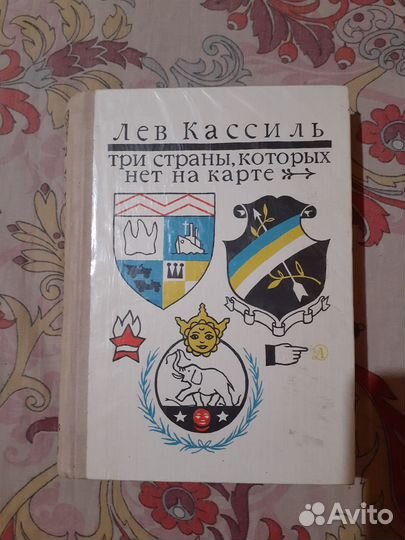 Лев Кассиль
три страны, которых
нет на карте
Avito